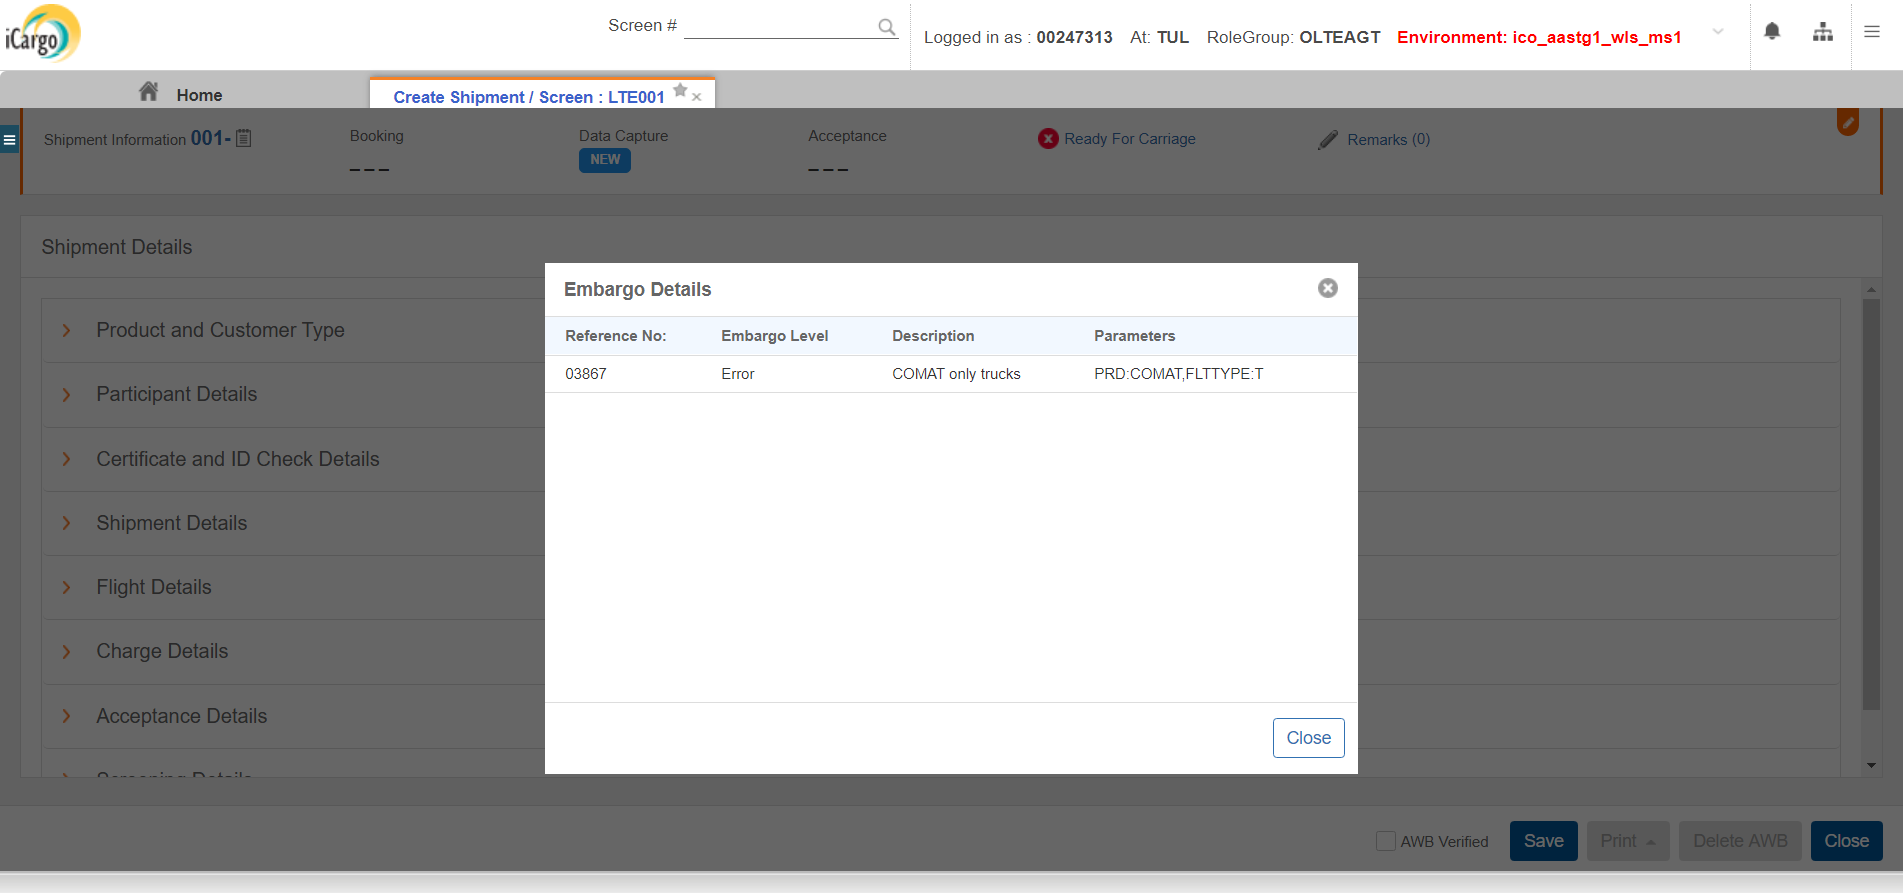 iCargo
Screen #
Logged in as : 00247313 At: TUL RoleGroup: OLTEAGT Environment: ico_aastg1_wls_ms1
Home
Create Shipment / Screen : LTE001
Shipment Information 001-
Booking
– – –
Data Capture
NEW
Acceptance
– – –
Ready For Carriage
Remarks (0)
Shipment Details
Product and Customer Type
Participant Details
Certificate and ID Check Details
Shipment Details
Flight Details
Charge Details
Acceptance Details
Screening Details
Embargo Details
Reference No: Embargo Level Description Parameters
03867 Error COMAT only trucks PRD:COMAT,FLTTYPE:T
Close
AWB Verified Save Print Delete AWB Close